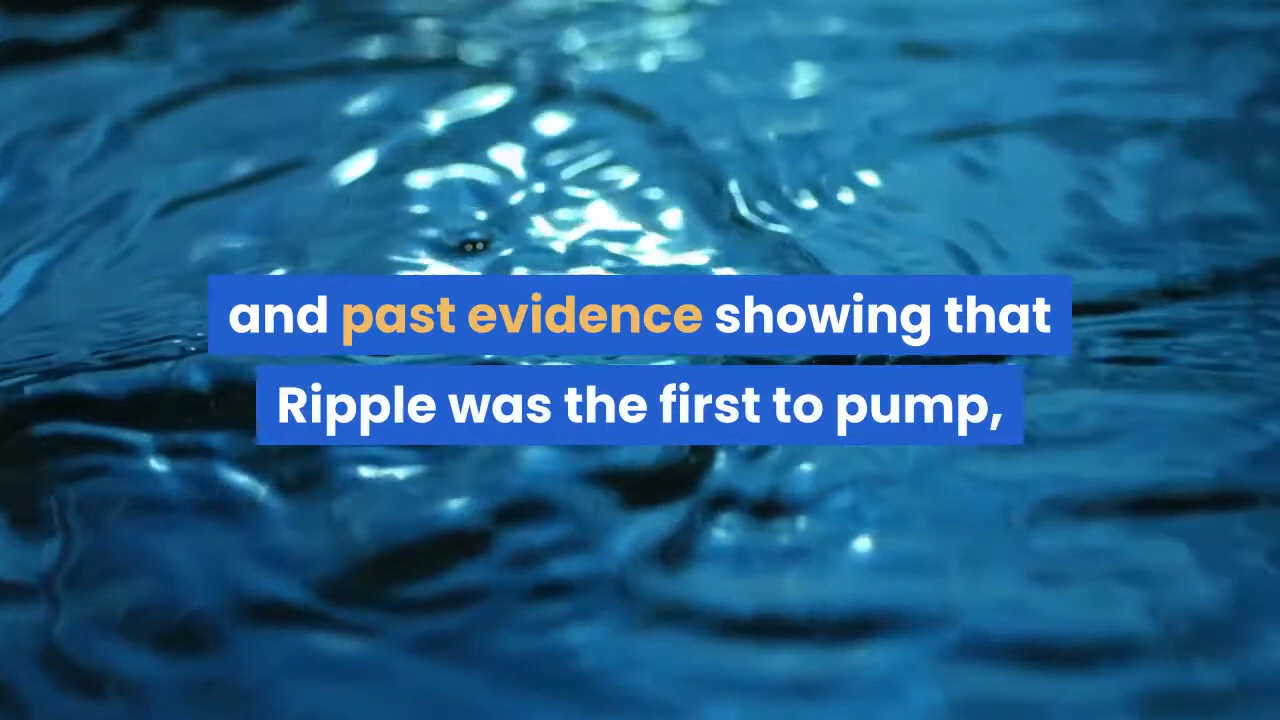 and past evidence showing that
Ripple was the first to pump,